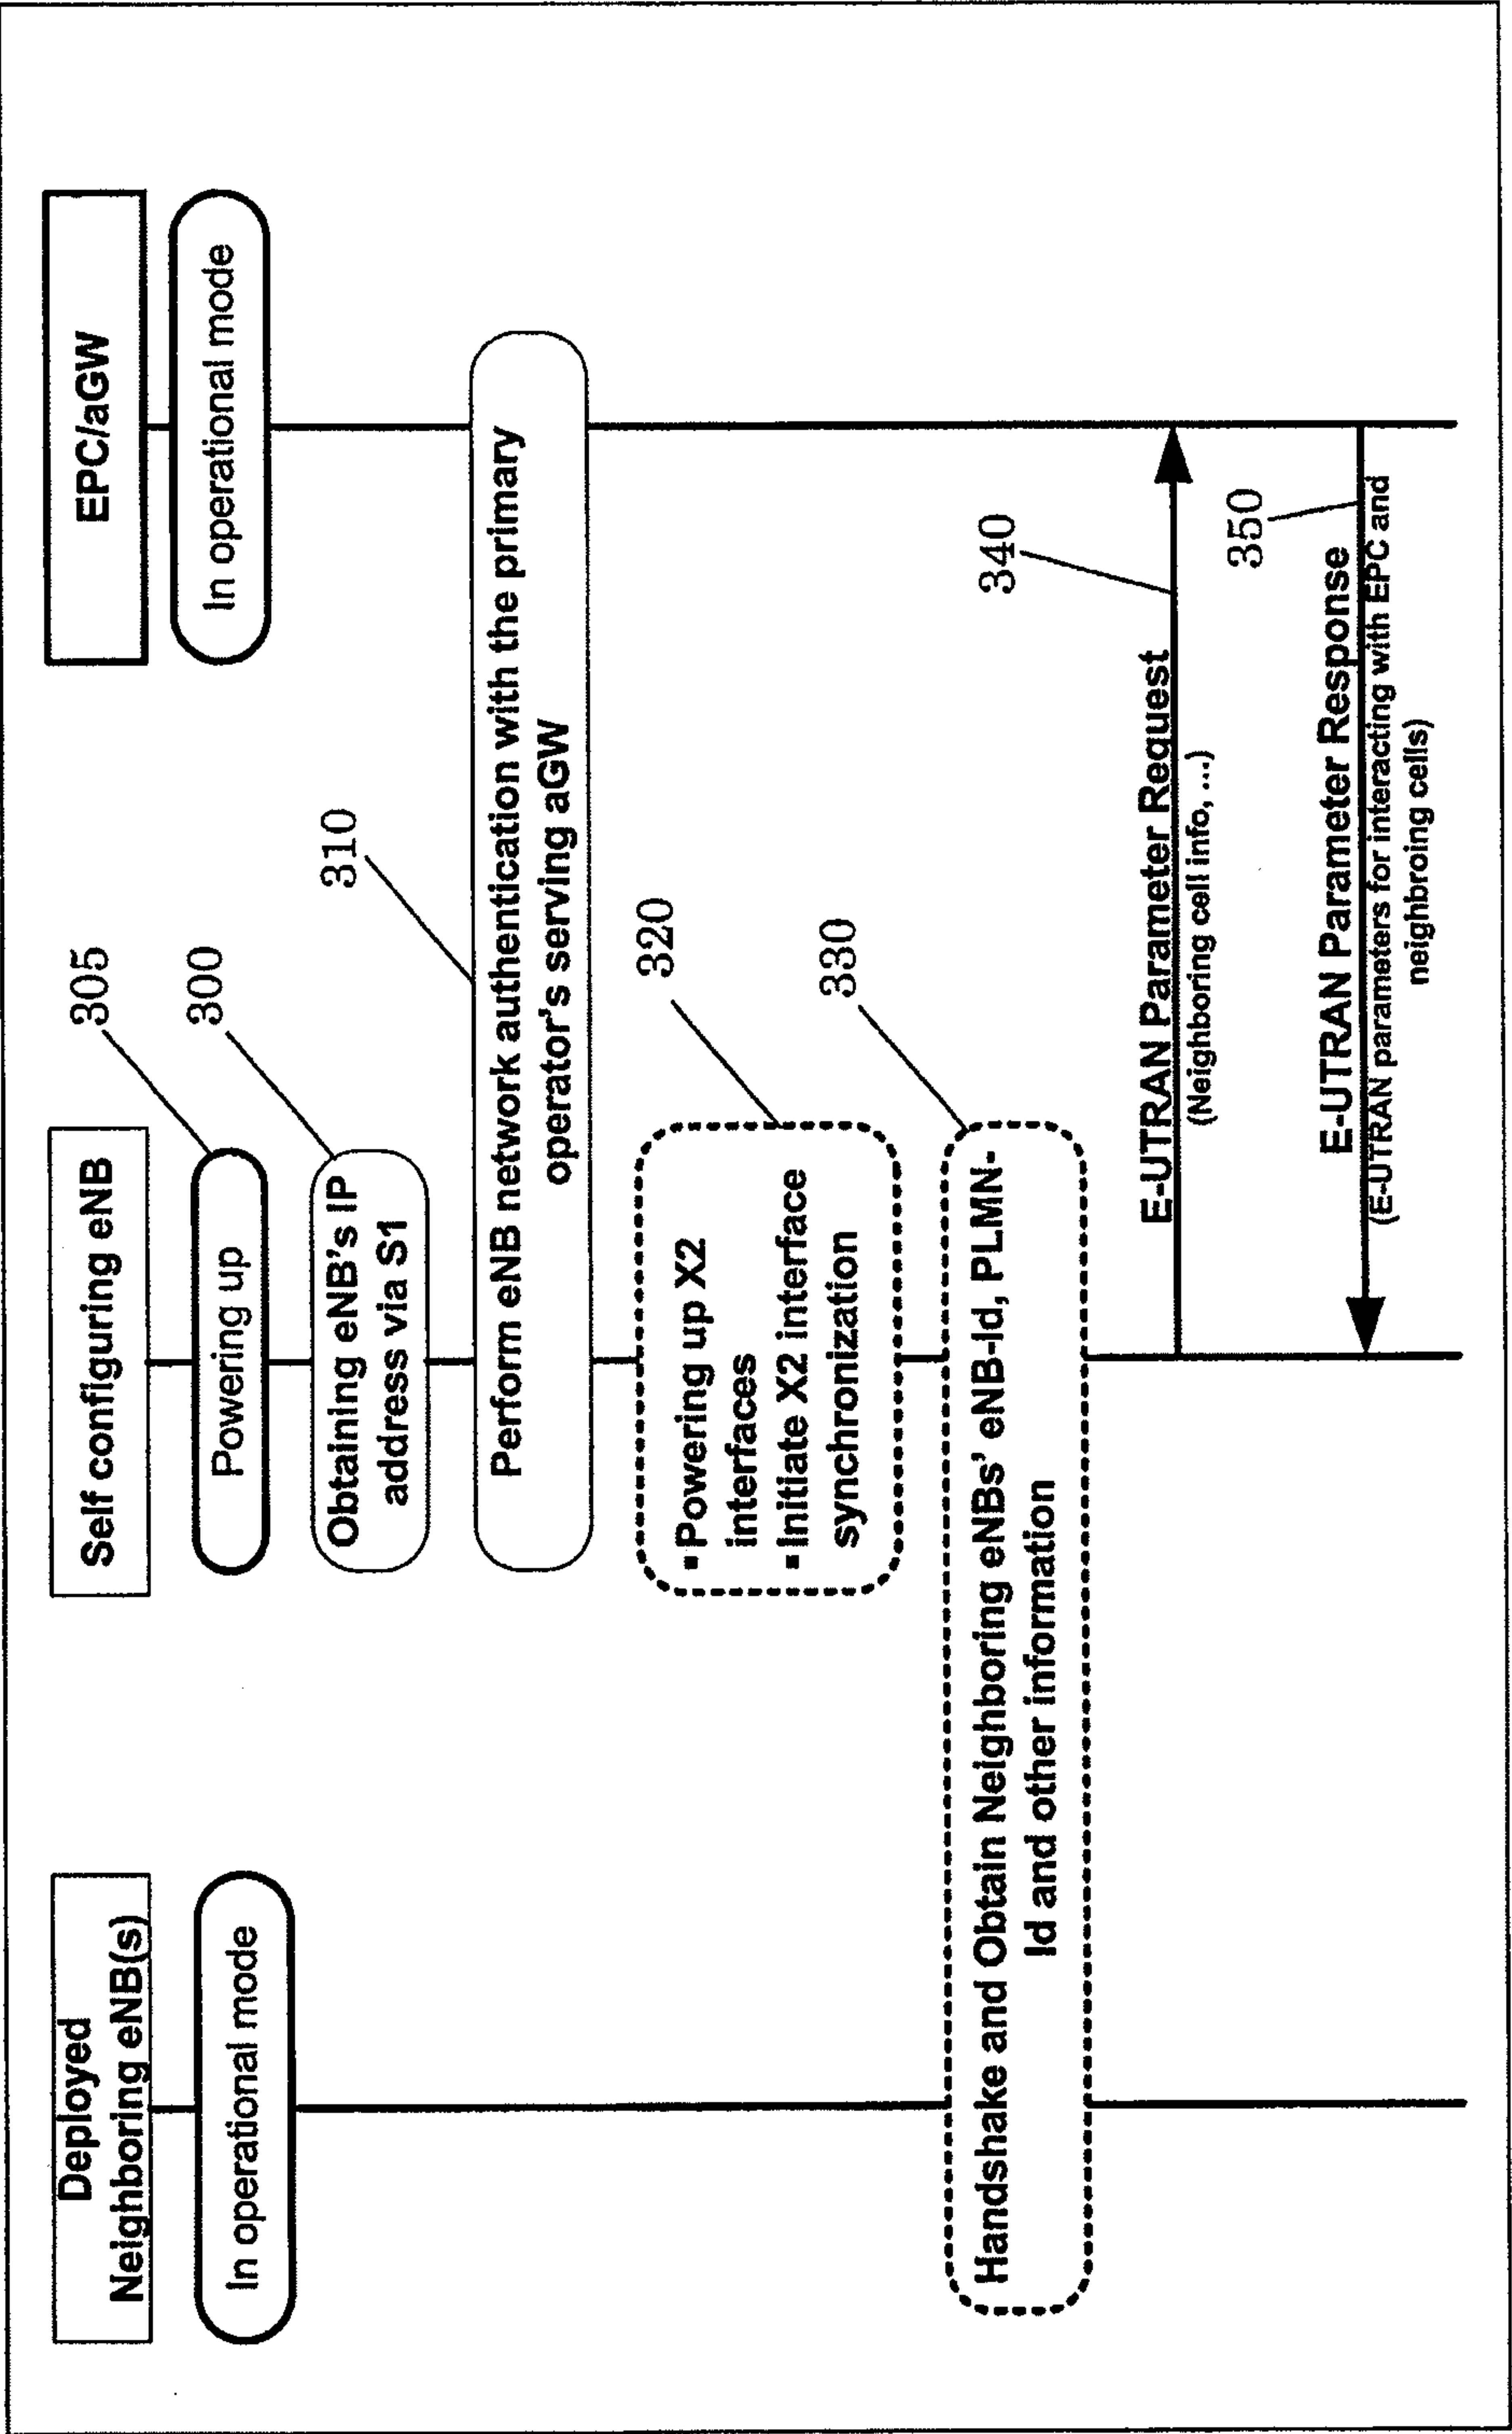 Deployed
Neighboring eNB(s)
Self configuring eNB
EPC/aGW
In operational mode
Powering up
305
In operational mode
Obtaining eNB's IP
address via S1
300
310
Perform eNB network authentication with the primary
operator's serving aGW
▪Powering up X2
interfaces
▪Initiate X2 interface
synchronization
320
330
Handshake and Obtain Neighboring eNBs' eNB-Id, PLMN-
Id and other information
340
E-UTRAN Parameter Request
(Neighboring cell info, ...)
350
E-UTRAN Parameter Response
(E-UTRAN parameters for interacting with EPC and
neighbroing cells)